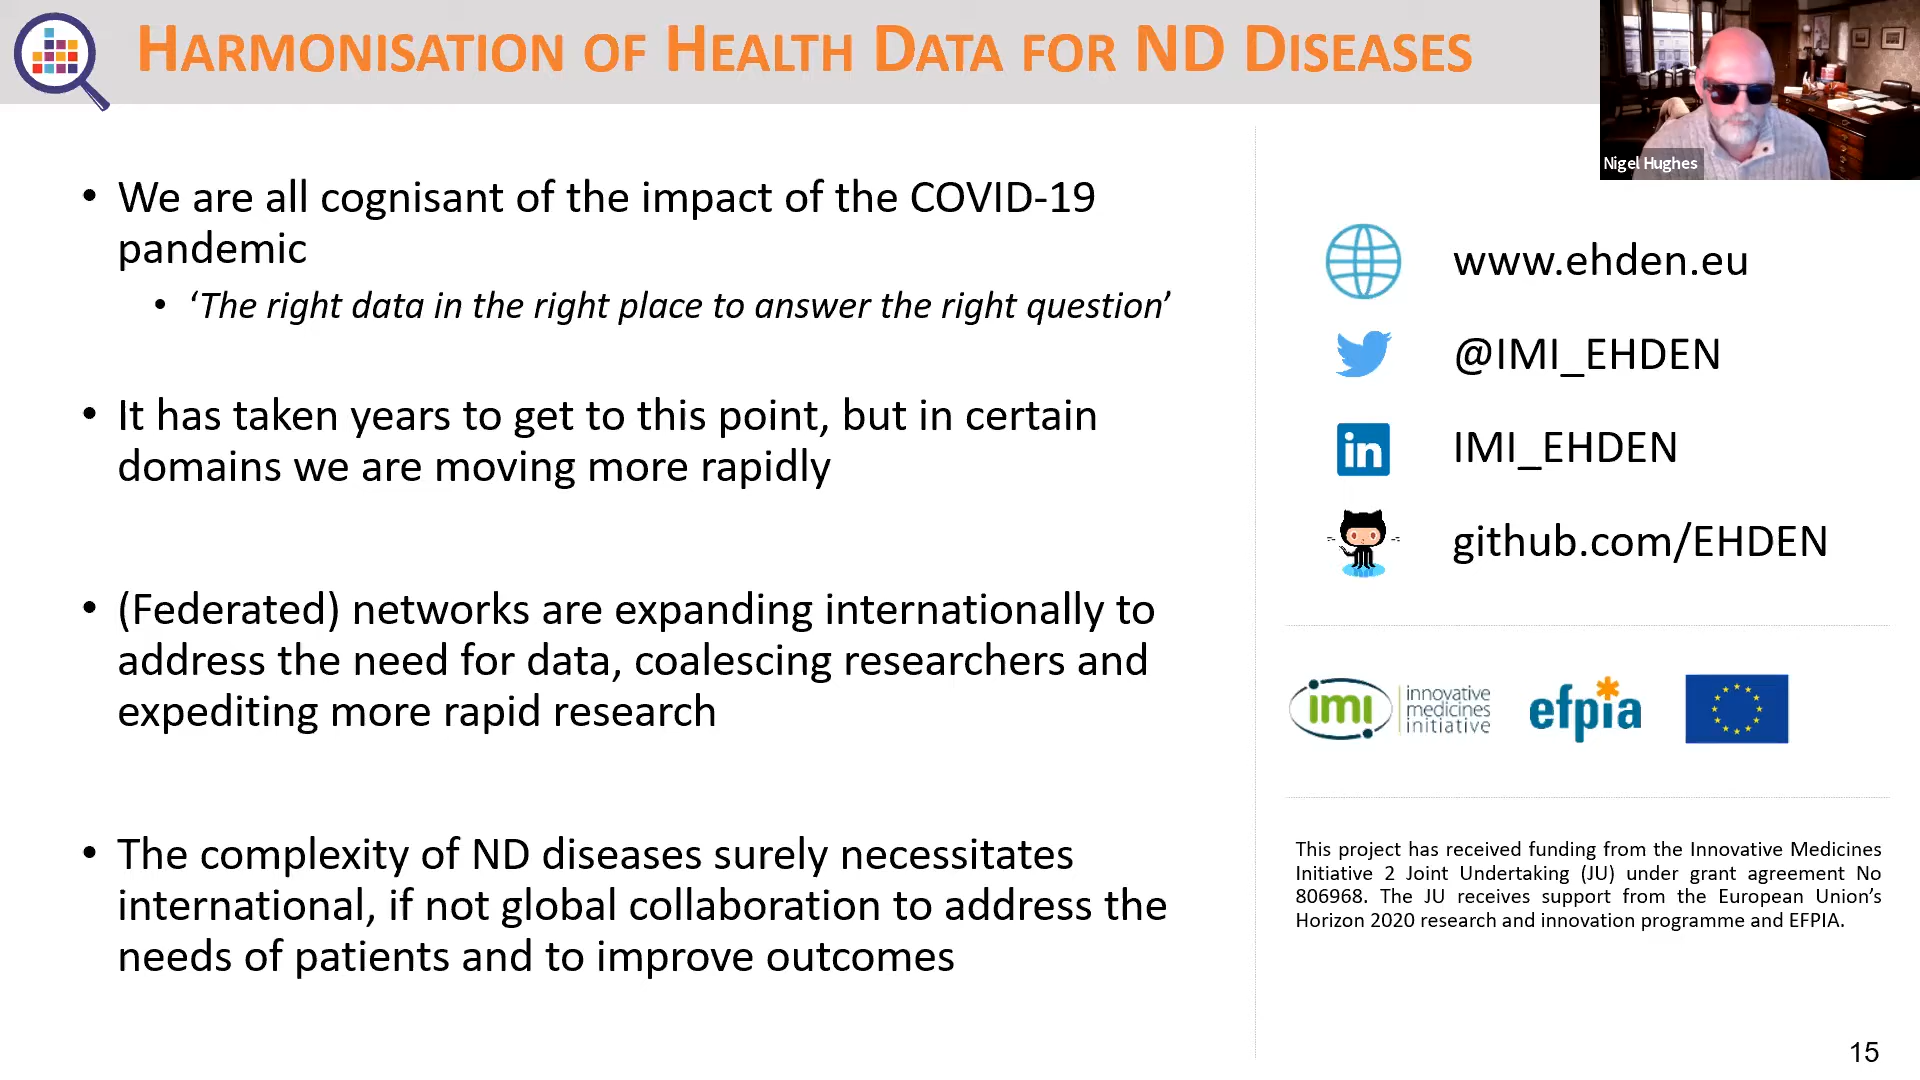 HARMONISATION OF HEALTH DATA FOR ND DISEASES
Nigel Hughes
• We are all cognisant of the impact of the COVID-19
pandemic
• ‘The right data in the right place to answer the right question’
• It has taken years to get to this point, but in certain
domains we are moving more rapidly
• (Federated) networks are expanding internationally to
address the need for data, coalescing researchers and
expediting more rapid research
• The complexity of ND diseases surely necessitates
international, if not global collaboration to address the
needs of patients and to improve outcomes
www.ehden.eu
@IMI_EHDEN
in IMI_EHDEN
github.com/EHDEN
imi innovative
medicines
initiative
efpia
This project has received funding from the Innovative Medicines
Initiative 2 Joint Undertaking (JU) under grant agreement No
806968. The JU receives support from the European Union’s
Horizon 2020 research and innovation programme and EFPIA.
15